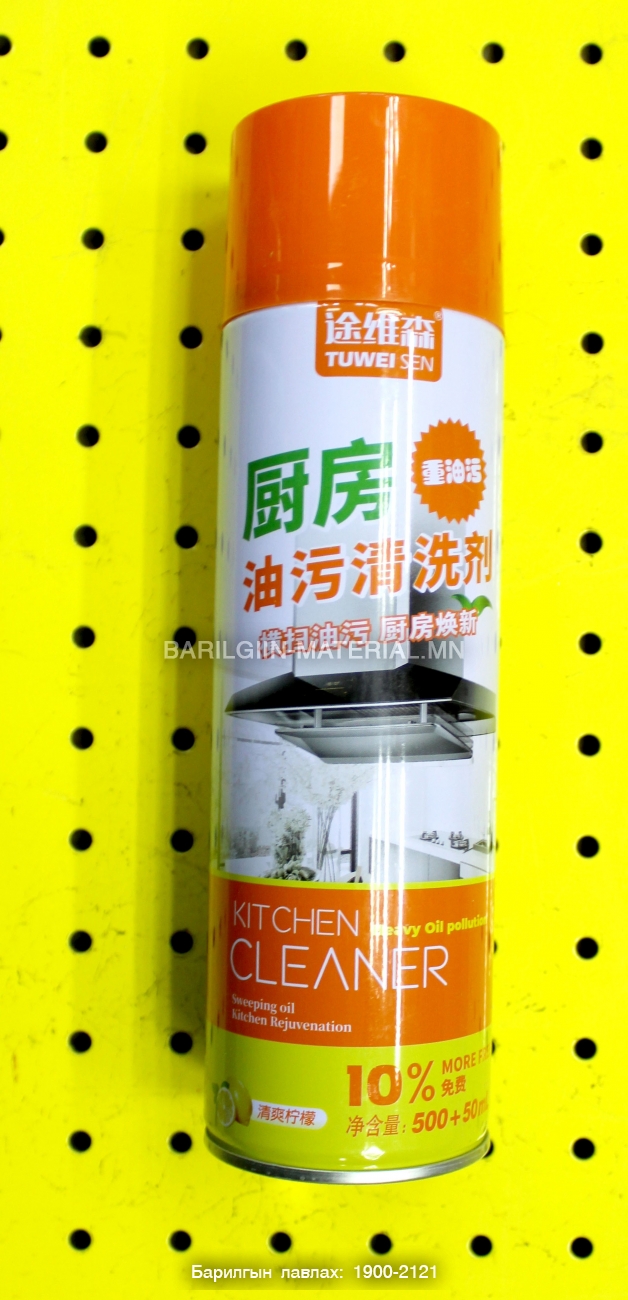 途维森®
TUWEI SEN
厨房
重油污
油污清洗剂
横扫油污 厨房焕新
BARILGIIN-MATERIAL.MN
KITCHEN
Heavy Oil pollution
CLEANER
Sweeping oil
Kitchen Rejuvenation
10% MORE
免费
清爽柠檬
净含量: 500+50
Барилгын лавлах: 1900-2121